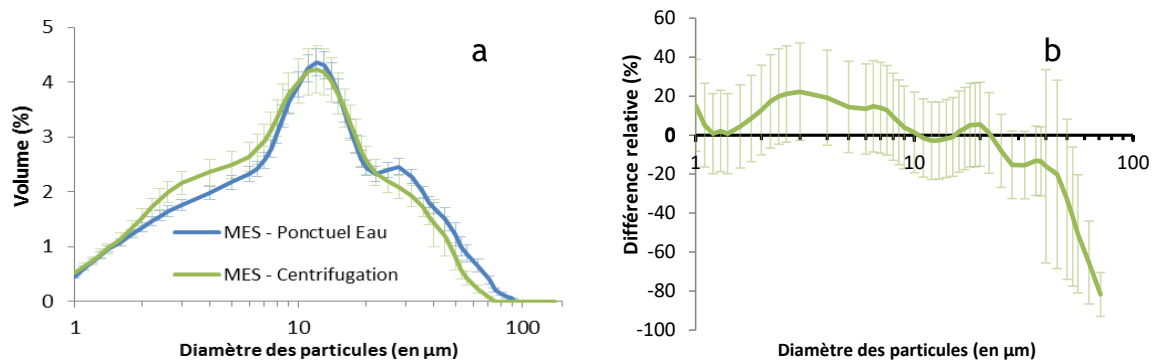 a
Volume (%)
5
4
3
2
1
0
MES - Ponctuel Eau
MES - Centrifugation
1
10
100
Diamètre des particules (en µm)
b
Différence relative (%)
60
40
20
0
-20
-40
-60
-80
-100
1
10
100
Diamètre des particules (en µm)